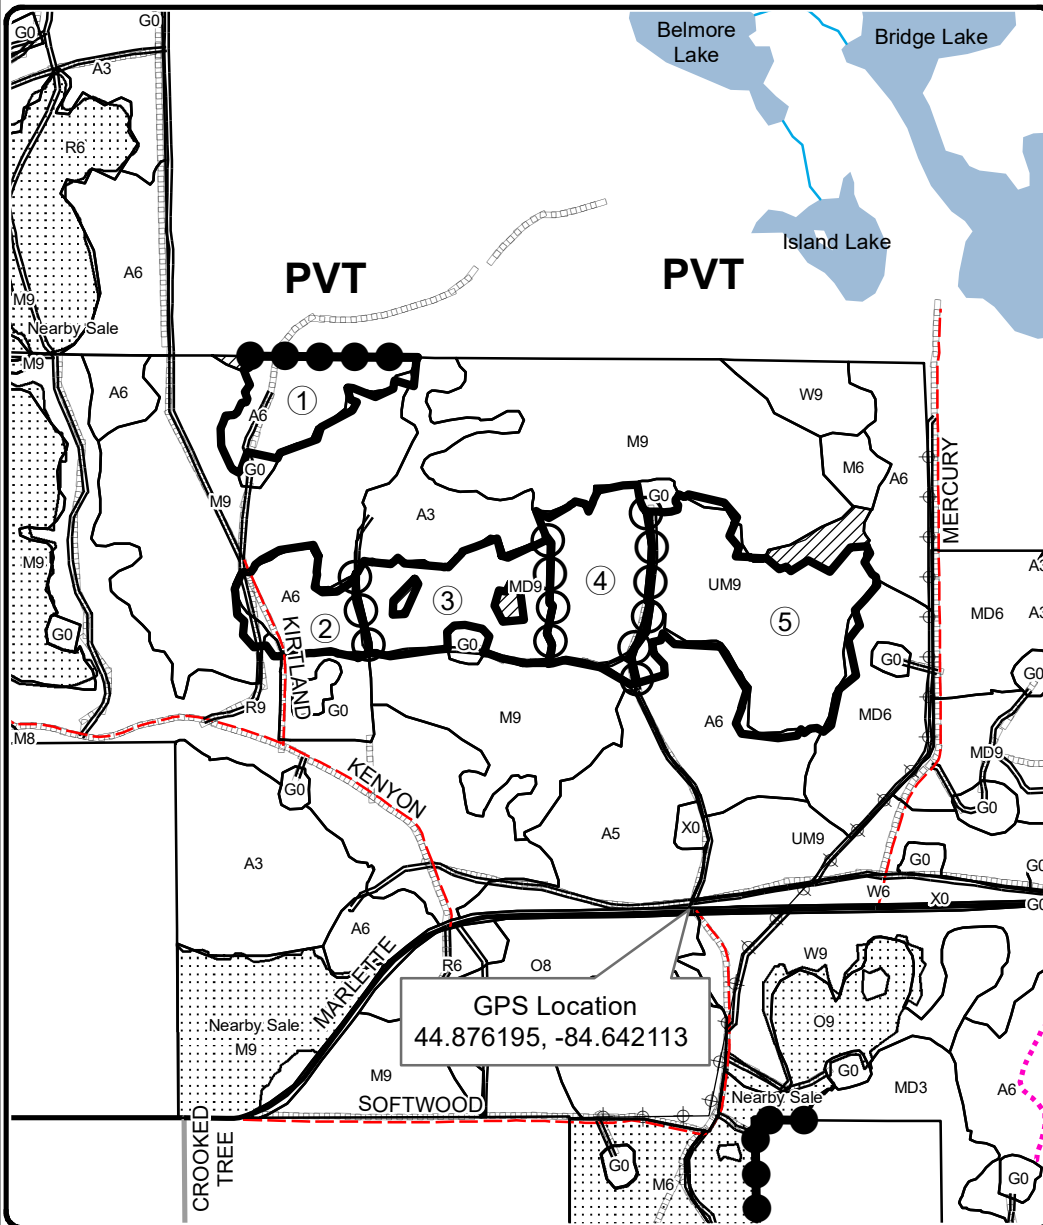 G0
G0
A3
Belmore
Lake
Bridge Lake
R6
A6
Island Lake
PVT
PVT
M9
Nearby Sale
M9
A6
A6
1
W9
M9
M6
A6
MERCURY
G0
G0
M9
A3
M9
A3
A6
KIRTLAND
2
3
MD9
4
UM9
5
MD6
A3
G0
G0
G0
G0
R9
G0
M9
A6
MD6
M8
MD9
KENYON
G0
G0
A3
A5
X0
UM9
G0
G0
W6
X0
G0
A6
MARLETTE
R6
O8
W9
GPS Location
44.876195, -84.642113
Nearby Sale
M9
O9
M9
G0
MD3
A6
SOFTWOOD
Nearby Sale
CROOKED
TREE
G0
M6
G0